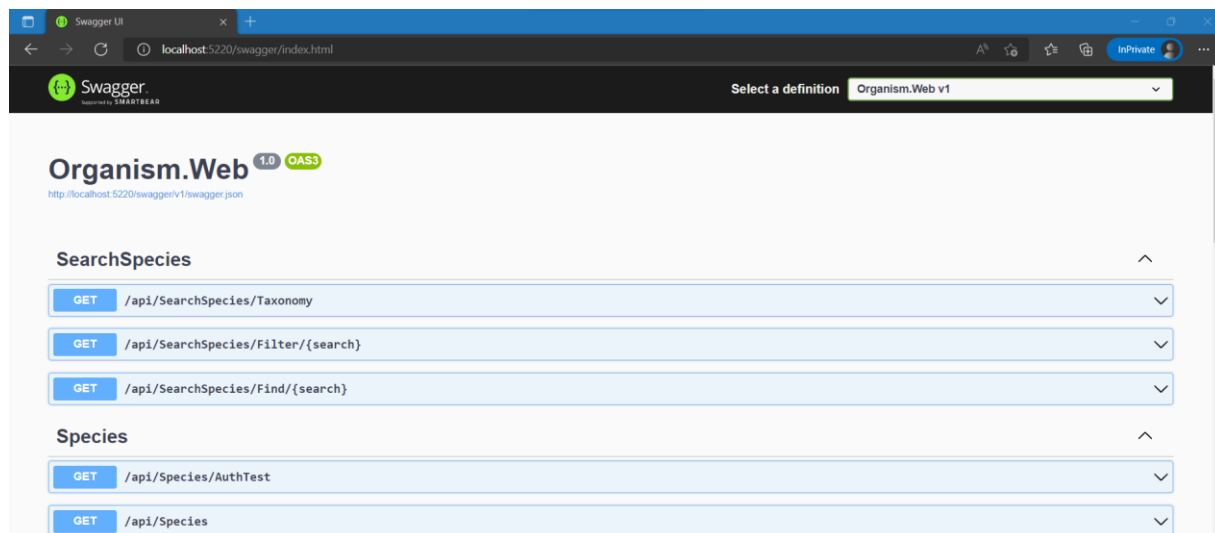 Swagger UI
localhost:5220/swagger/index.html
InPrivate
Swagger.
Supported by SMARTBEAR
Select a definition
Organism.Web v1
Organism.Web 1.0 OAS3
http://localhost:5220/swagger/v1/swagger.json
SearchSpecies
GET /api/SearchSpecies/Taxonomy
GET /api/SearchSpecies/Filter/{search}
GET /api/SearchSpecies/Find/{search}
Species
GET /api/Species/AuthTest
GET /api/Species